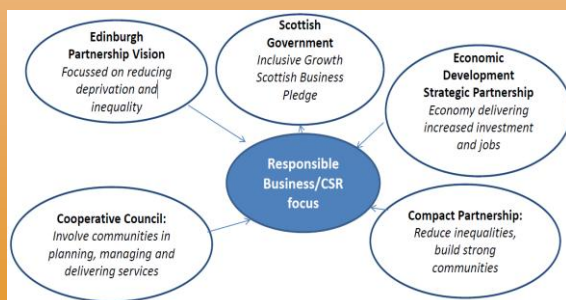 Edinburgh
Partnership Vision
Focussed on reducing
deprivation and
inequality
Scottish
Government
Inclusive Growth
Scottish Business
Pledge
Economic
Development
Strategic Partnership
Economy delivering
increased investment
and jobs
Responsible
Business/CSR
focus
Cooperative Council:
Involve communities in
planning, managing and
delivering services
Compact Partnership:
Reduce inequalities,
build strong
communities